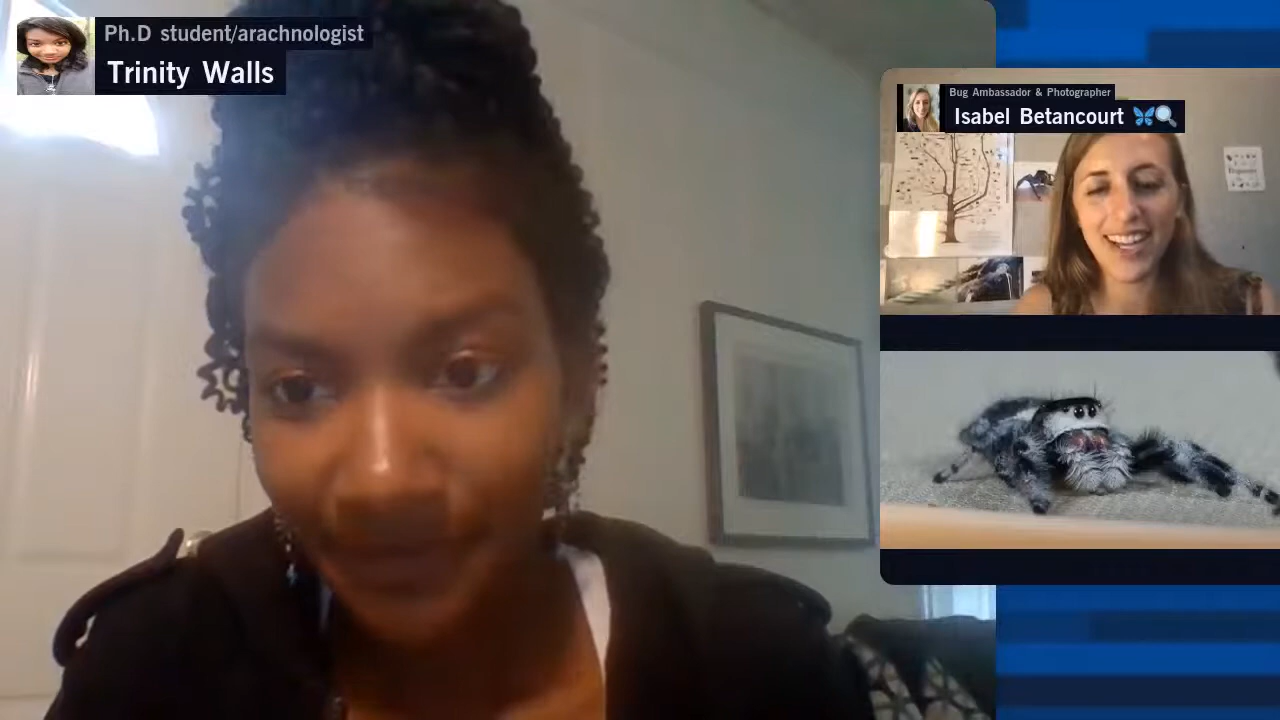 Ph.D student/arachnologist
Trinity Walls
Bug Ambassador & Photographer
Isabel Betancourt 🦋🔍